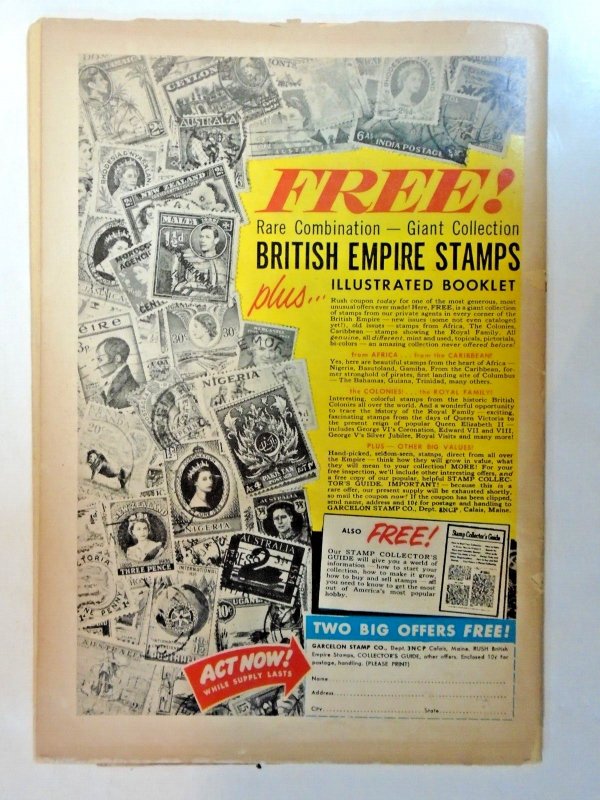 CEYLON
AUSTRALIA
6As
INDIA POSTAGE
NEW ZEALAND
MALTA
1½d
NIGERIA
NIGERIA
THREE PENCE
AUSTRALIA
FREE!
Rare Combination — Giant Collection
BRITISH EMPIRE STAMPS
plus... ILLUSTRATED BOOKLET
Rush coupon today for one of the most generous, most
unusual offers ever made! Here, FREE, is a giant collection
of stamps from our private agents in every corner of the
British Empire — new issues (some not even cataloged
yet!), old issues — stamps from Africa, The Colonies,
Caribbean — stamps showing the Royal Family. All
genuine, all different, mint and used, topicals, pictorials,
bi-colors — an amazing collection never offered before!
from AFRICA . . . from the CARIBBEAN!
Yes, here are beautiful stamps from the heart of Africa —
Nigeria, Basutoland, Gambia. From the Caribbean, for-
mer stronghold of pirates, first landing site of Columbus
— The Bahamas, Guiana, Trinidad, many others.
the COLONIES! . . . the ROYAL FAMILY!
Interesting, colorful stamps from the historic British
Colonies all over the world. And a wonderful opportunity
to trace the history of the Royal Family — exciting,
fascinating stamps from the days of Queen Victoria to
the present reign of popular Queen Elizabeth II —
includes George VI's Coronation, Edward VII and VIII,
George V's Silver Jubilee, Royal Visits and many more!
PLUS — OTHER BIG VALUES!
Hand-picked, seldom-seen, stamps, direct from all over
the Empire — think how they will grow in value, what
they will mean to your collection! MORE! For your
free inspection, we'll include other interesting offers, and
a free copy of our popular, helpful STAMP COLLEC-
TOR'S GUIDE. IMPORTANT! — because this is a
rare offer, our present supply will be exhausted shortly,
so mail the coupon now! If the coupon has been clipped,
send name, address and 10¢ for postage and handling to
GARCELON STAMP CO., Dept. 3NCP, Calais, Maine.
ALSO FREE!
Our STAMP COLLECTOR'S
GUIDE will give you a world of
information — how to start your
collection, how to make it grow,
how to buy and sell stamps — all
you need to know to get the most
out of America's most popular
hobby.
Stamp Collector's Guide
TWO BIG OFFERS FREE!
GARCELON STAMP CO., Dept. 3NCP Calais, Maine. RUSH British
Empire Stamps, COLLECTOR'S GUIDE, other offers. Enclosed 10¢ for
postage, handling. (PLEASE PRINT)
Name
Address
City State
ACT NOW!
WHILE SUPPLY LASTS